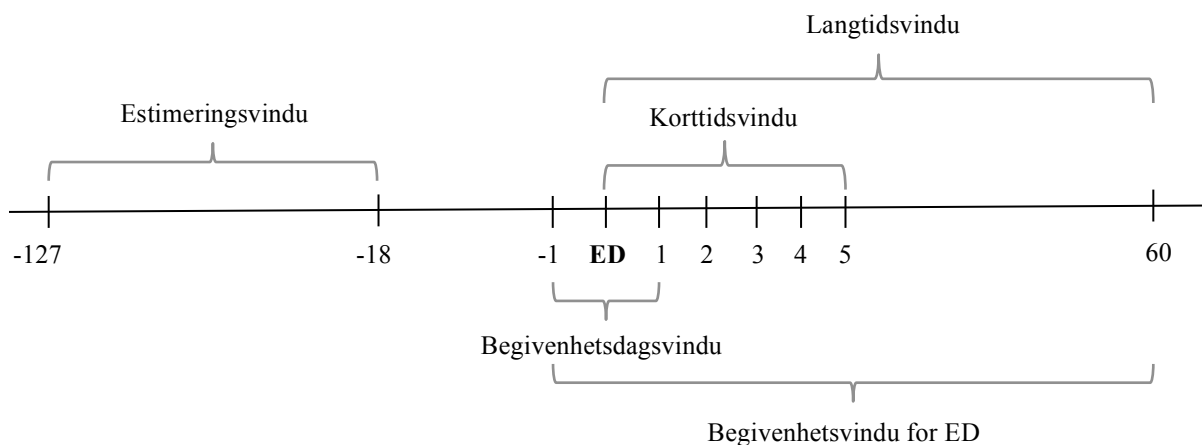 Langtidsvindu
Estimeringsvindu
Korttidsvindu
-127 -18 -1 ED 1 2 3 4 5 60
Begivenhetsdagsvindu
Begivenhetsvindu for ED